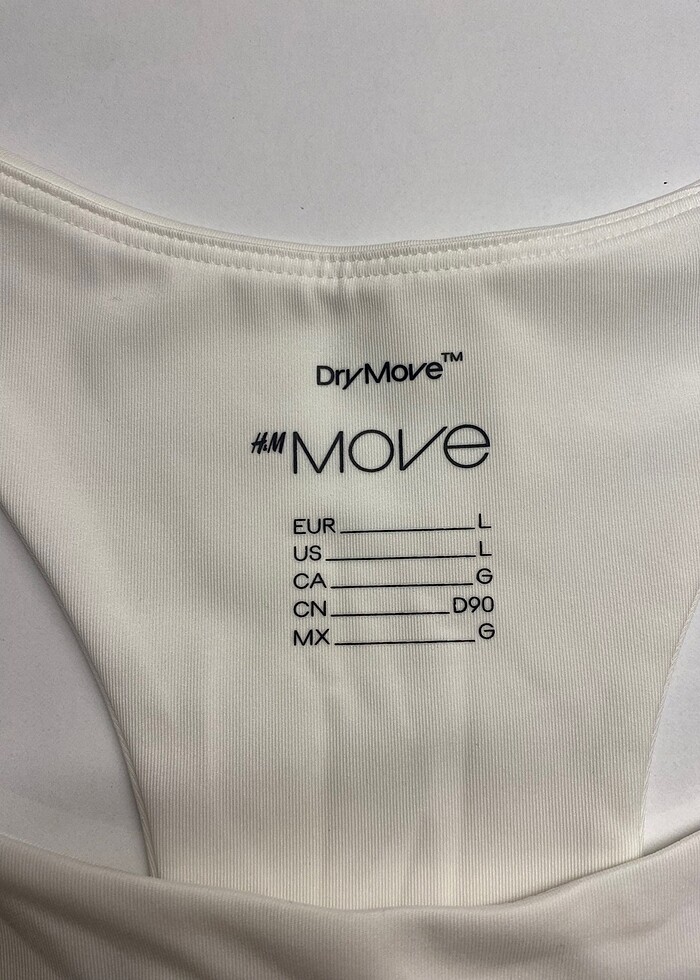 DryMove™
H&M MOVE
EUR L
US L
CA G
CN D90
MX G